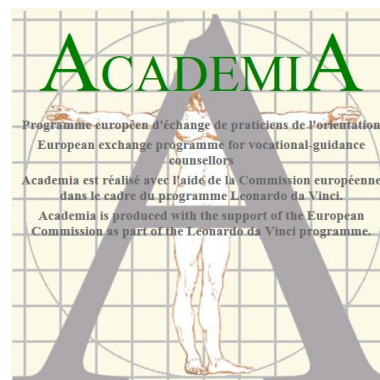 ACADEMIA
Programme européen d'échange de praticiens de l'orientation
European exchange programme for vocational-guidance
counsellors
Academia est réalisé avec l'aide de la Commission européenne
dans le cadre du programme Leonardo da Vinci.
Academia is produced with the support of the European
Commission as part of the Leonardo da Vinci programme.